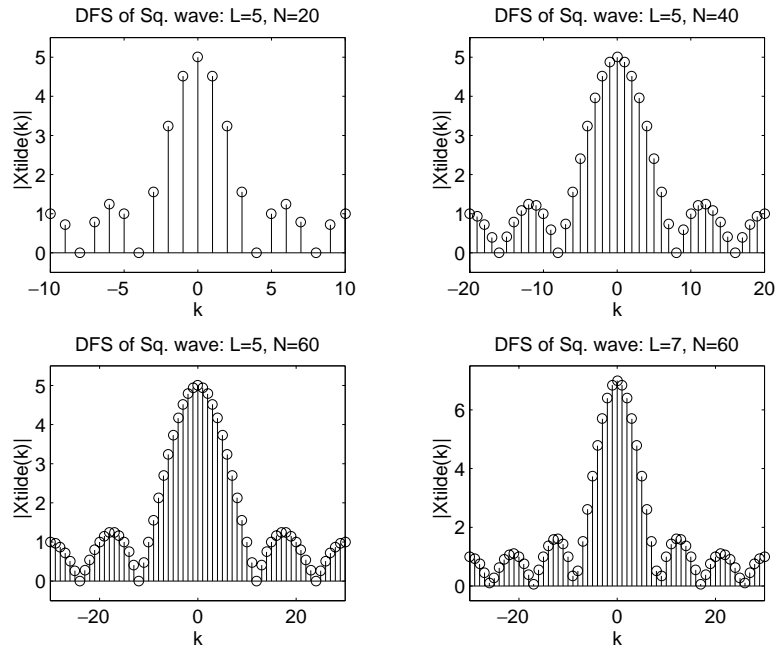 DFS of Sq. wave: L=5, N=20
5
4
3
2
1
0
|Xtilde(k)|
−10 −5 0 5 10
k
DFS of Sq. wave: L=5, N=40
5
4
3
2
1
0
|Xtilde(k)|
−20 −10 0 10 20
k
DFS of Sq. wave: L=5, N=60
5
4
3
2
1
0
|Xtilde(k)|
−20 0 20
k
DFS of Sq. wave: L=7, N=60
6
4
2
0
|Xtilde(k)|
−20 0 20
k